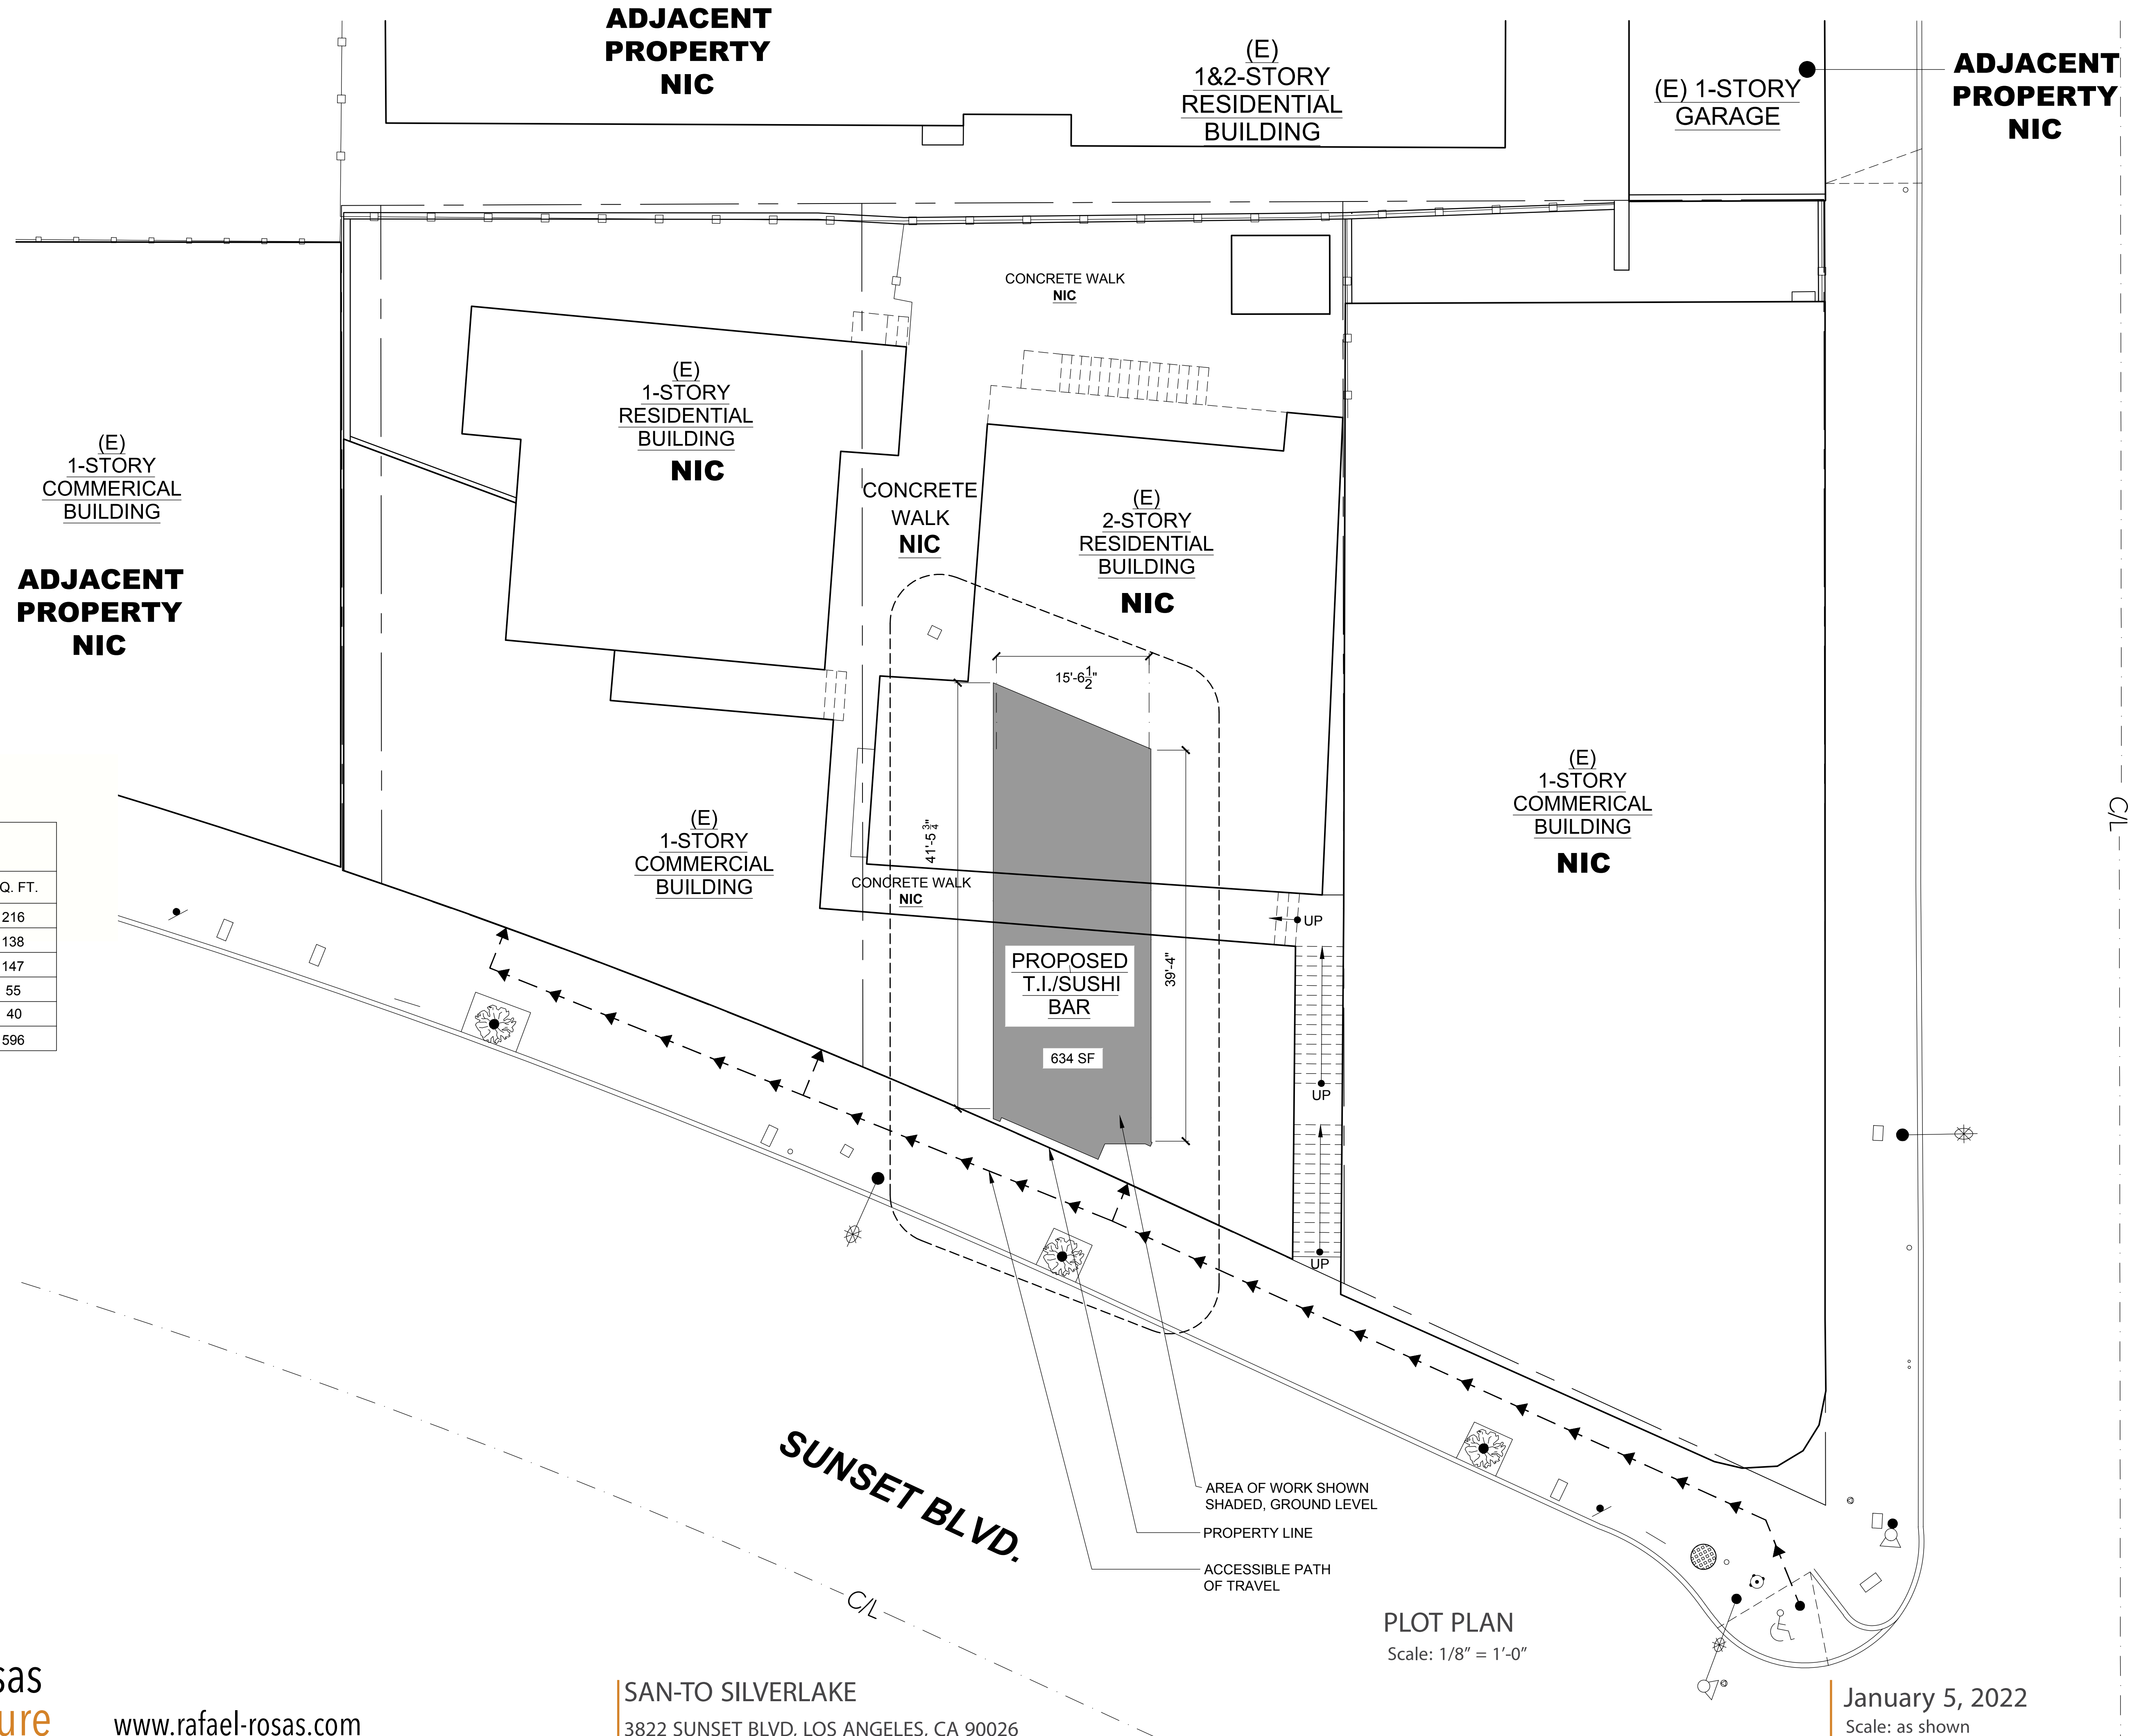 ADJACENT
PROPERTY
NIC
(E)
1&2-STORY
RESIDENTIAL
BUILDING
(E) 1-STORY
GARAGE
ADJACENT
PROPERTY
NIC
CONCRETE WALK
NIC
(E)
1-STORY
RESIDENTIAL
BUILDING
NIC
(E)
1-STORY
COMMERICAL
BUILDING
ADJACENT
PROPERTY
NIC
CONCRETE
WALK
NIC
(E)
2-STORY
RESIDENTIAL
BUILDING
NIC
15'-6 1/2"
41'-5 3/4"
39'-4"
(E)
1-STORY
COMMERCIAL
BUILDING
CONCRETE WALK
NIC
(E)
1-STORY
COMMERICAL
BUILDING
NIC
C/L
Q. FT.
216
138
147
55
40
596
UP
UP
UP
PROPOSED
T.I./SUSHI
BAR
634 SF
SUNSET BLVD.
C/L
AREA OF WORK SHOWN
SHADED, GROUND LEVEL
PROPERTY LINE
ACCESSIBLE PATH
OF TRAVEL
PLOT PLAN
Scale: 1/8" = 1'-0"
sas
ure
www.rafael-rosas.com
SAN-TO SILVERLAKE
3822 SUNSET BLVD, LOS ANGELES, CA 90026
January 5, 2022
Scale: as shown